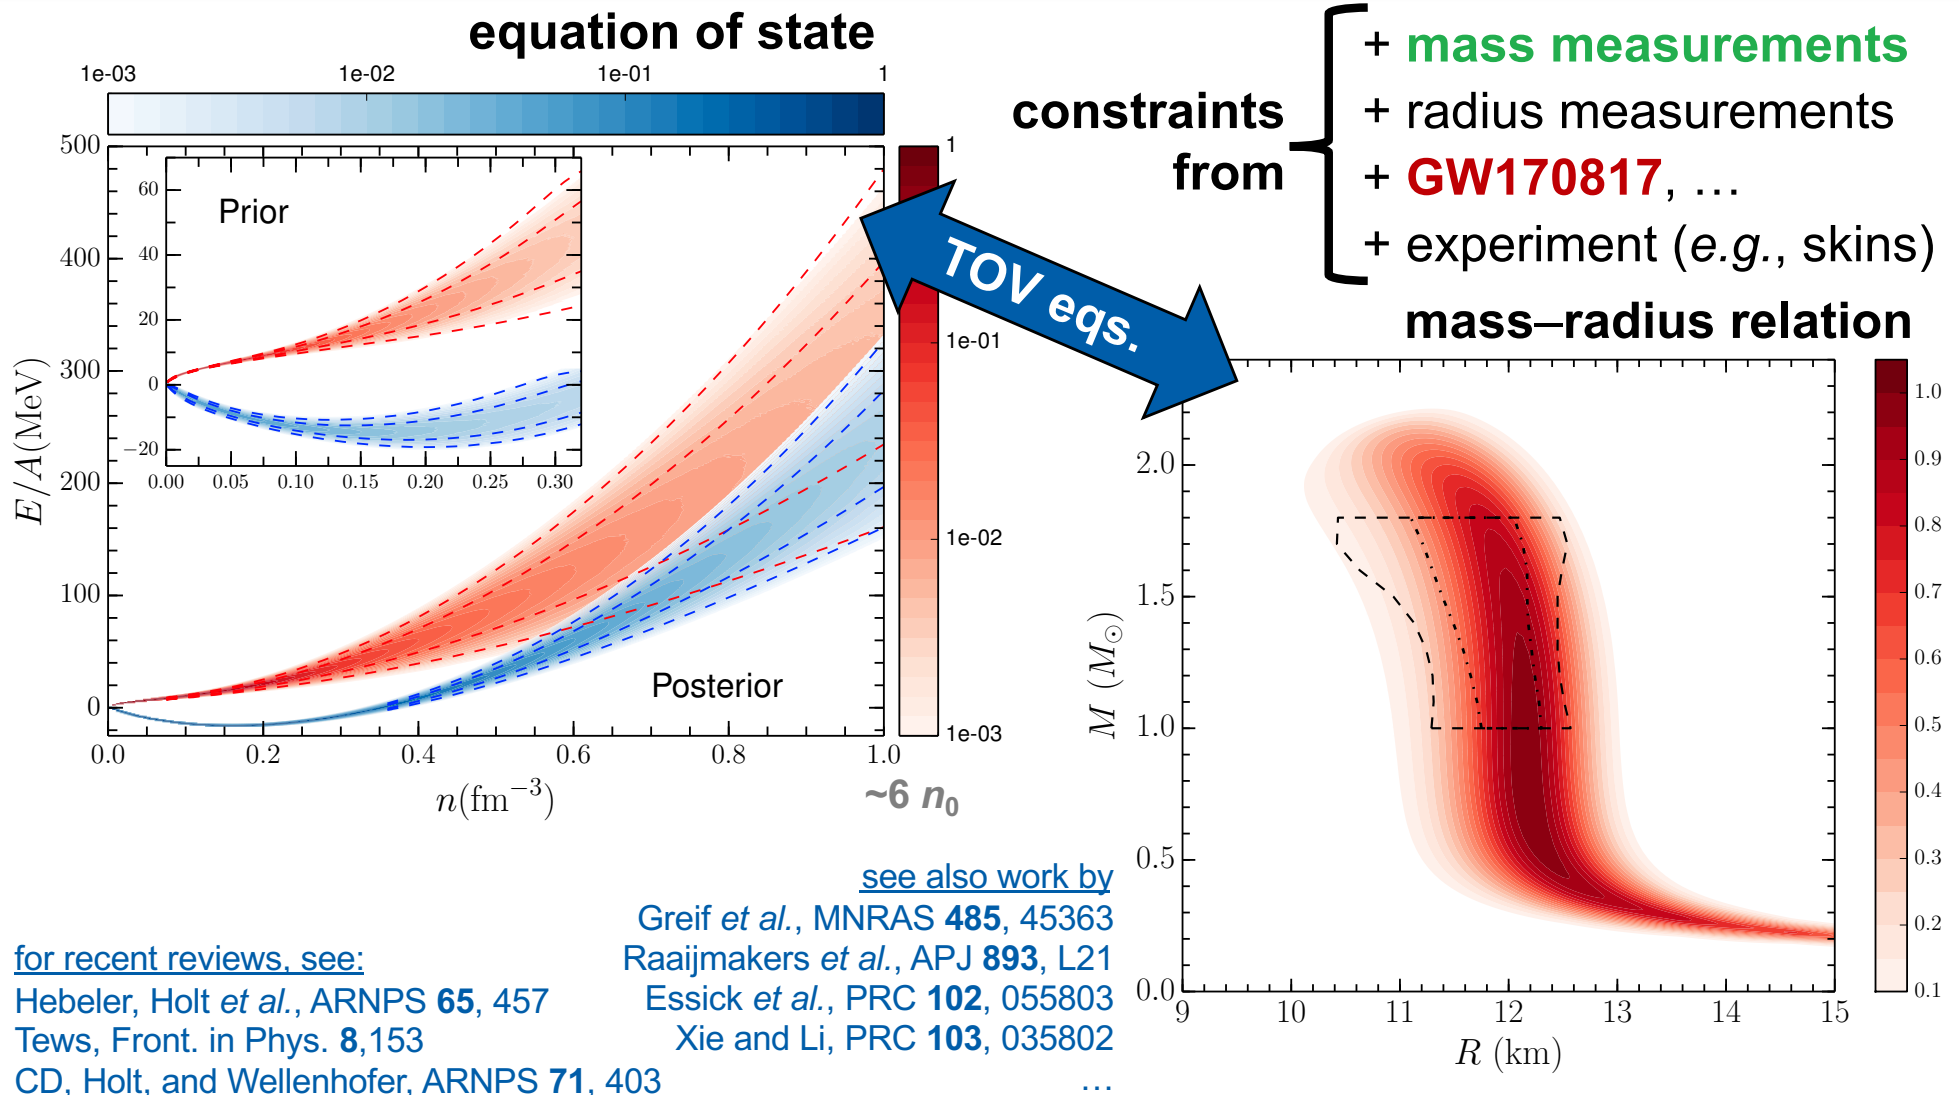 equation of state
1e-03 1e-02 1e-01 1
500
400
300
200
100
0
E/A(MeV)
60
40
20
0
−20
Prior
0.00 0.05 0.10 0.15 0.20 0.25 0.30
Posterior
0.0 0.2 0.4 0.6 0.8 1.0
n(fm⁻³)
~6 n₀
1
1e-01
1e-02
1e-03
TOV eqs.
constraints
from
+ mass measurements
+ radius measurements
+ GW170817, …
+ experiment (e.g., skins)
mass–radius relation
2.0
1.5
1.0
0.5
0.0
M (M⊙)
9 10 11 12 13 14 15
R (km)
1.0
0.9
0.8
0.7
0.6
0.5
0.4
0.3
0.2
0.1
for recent reviews, see:
Hebeler, Holt et al., ARNPS 65, 457
Tews, Front. in Phys. 8,153
CD, Holt, and Wellenhofer, ARNPS 71, 403
see also work by
Greif et al., MNRAS 485, 45363
Raaijmakers et al., APJ 893, L21
Essick et al., PRC 102, 055803
Xie and Li, PRC 103, 035802
…